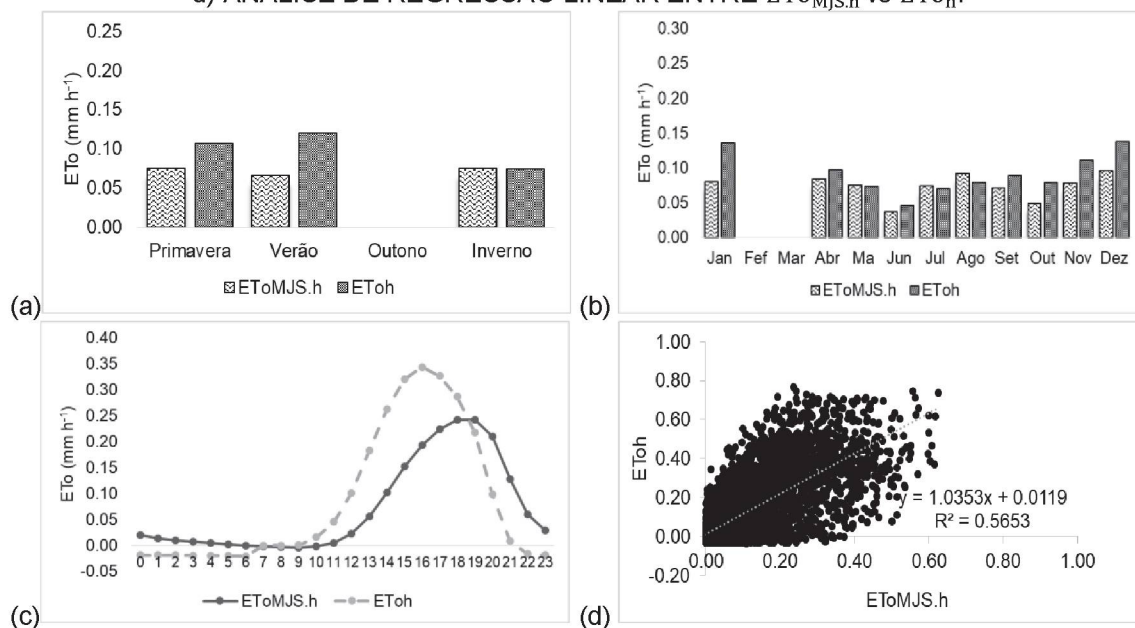 d) ANÁLISE DE REGRESSÃO LINEAR ENTRE ETo_MJS.h vs ETo_h.
0.25
0.20
0.15
0.10
0.05
0.00
ETo (mm h⁻¹)
Primavera Verão Outono Inverno
EToMJS.h EToh
(a)
0.30
0.25
0.20
0.15
0.10
0.05
0.00
ETo (mm h⁻¹)
Jan Fef Mar Abr Ma Jun Jul Ago Set Out Nov Dez
EToMJS.h EToh
(b)
0.40
0.35
0.30
0.25
0.20
0.15
0.10
0.05
0.00
-0.05
ETo (mm h⁻¹)
0 1 2 3 4 5 6 7 8 9 10 11 12 13 14 15 16 17 18 19 20 21 22 23
EToMJS.h EToh
(c)
1.00
0.80
0.60
0.40
0.20
0.00
-0.20
EToh
y = 1.0353x + 0.0119
R² = 0.5653
0.00 0.20 0.40 0.60 0.80 1.00
EToMJS.h
(d)